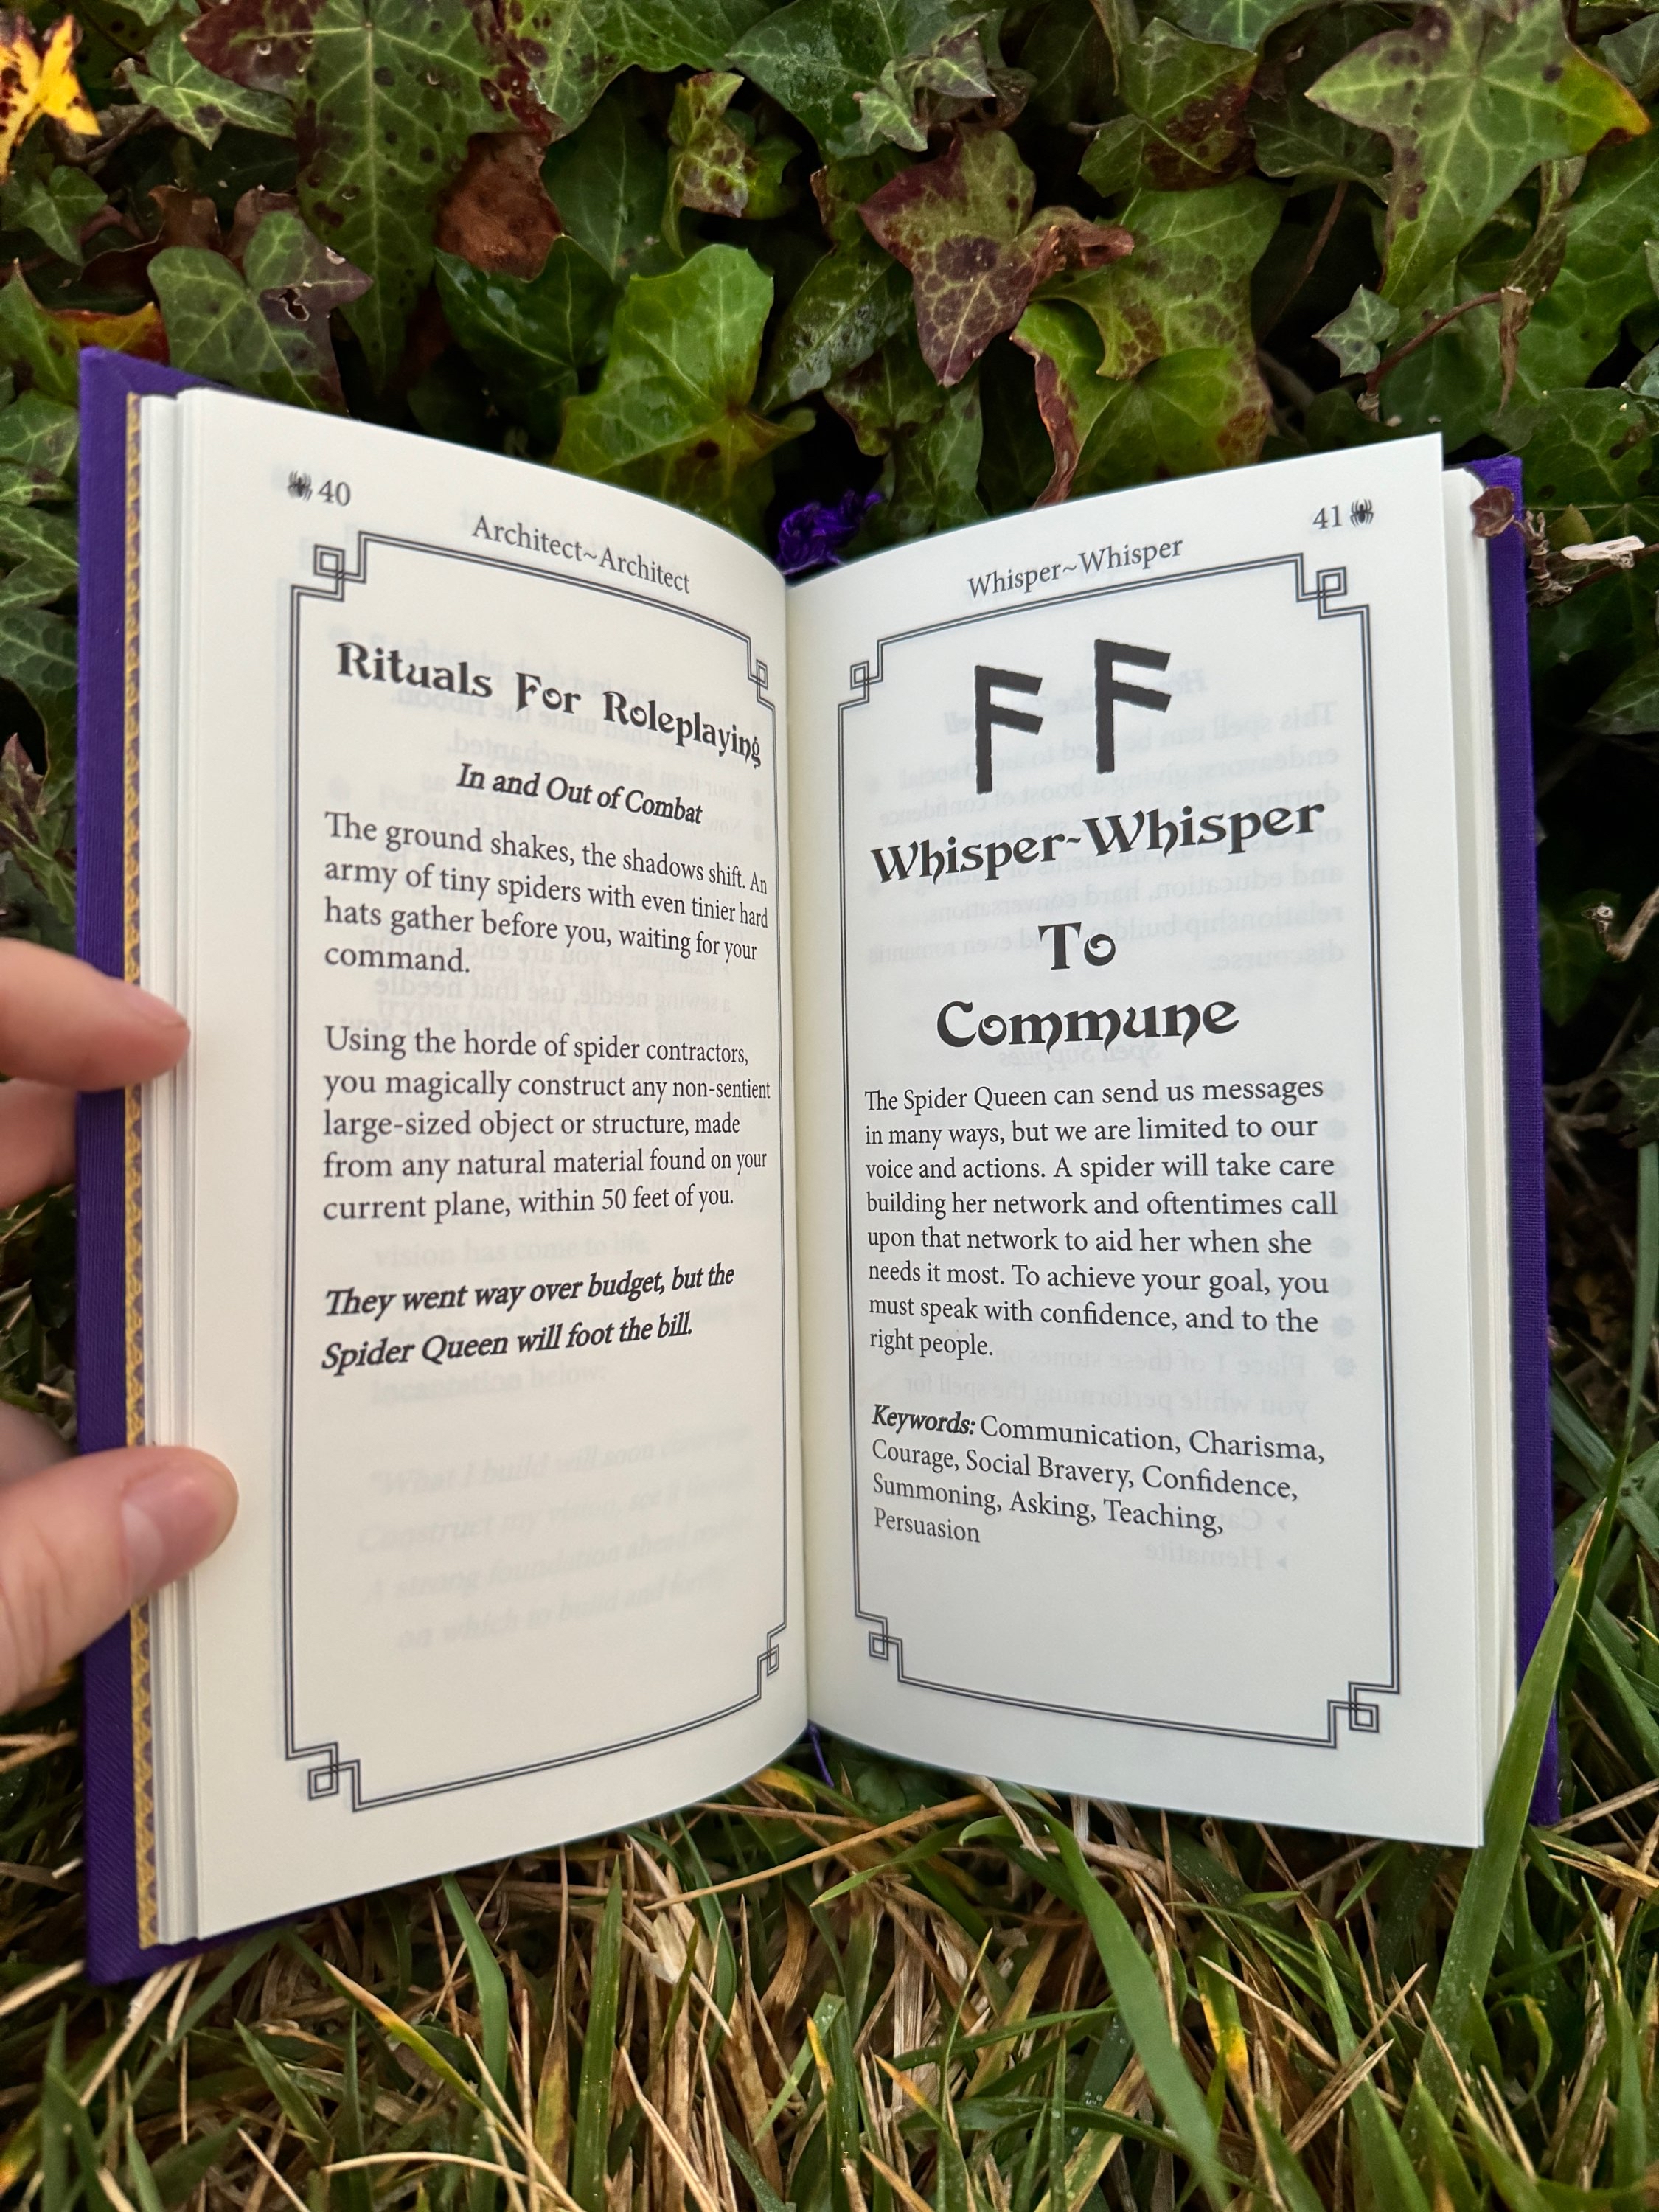 40
Architect~Architect
Rituals For Roleplaying
In and Out of Combat
The ground shakes, the shadows shift. An
army of tiny spiders with even tinier hard
hats gather before you, waiting for your
command.
Using the horde of spider contractors,
you magically construct any non-sentient
large-sized object or structure, made
from any natural material found on your
current plane, within 50 feet of you.
They went way over budget, but the
Spider Queen will foot the bill.
41
Whisper~Whisper
ᚨ ᚨ
Whisper~Whisper
To
Commune
The Spider Queen can send us messages
in many ways, but we are limited to our
voice and actions. A spider will take care
building her network and oftentimes call
upon that network to aid her when she
needs it most. To achieve your goal, you
must speak with confidence, and to the
right people.
Keywords: Communication, Charisma,
Courage, Social Bravery, Confidence,
Summoning, Asking, Teaching,
Persuasion